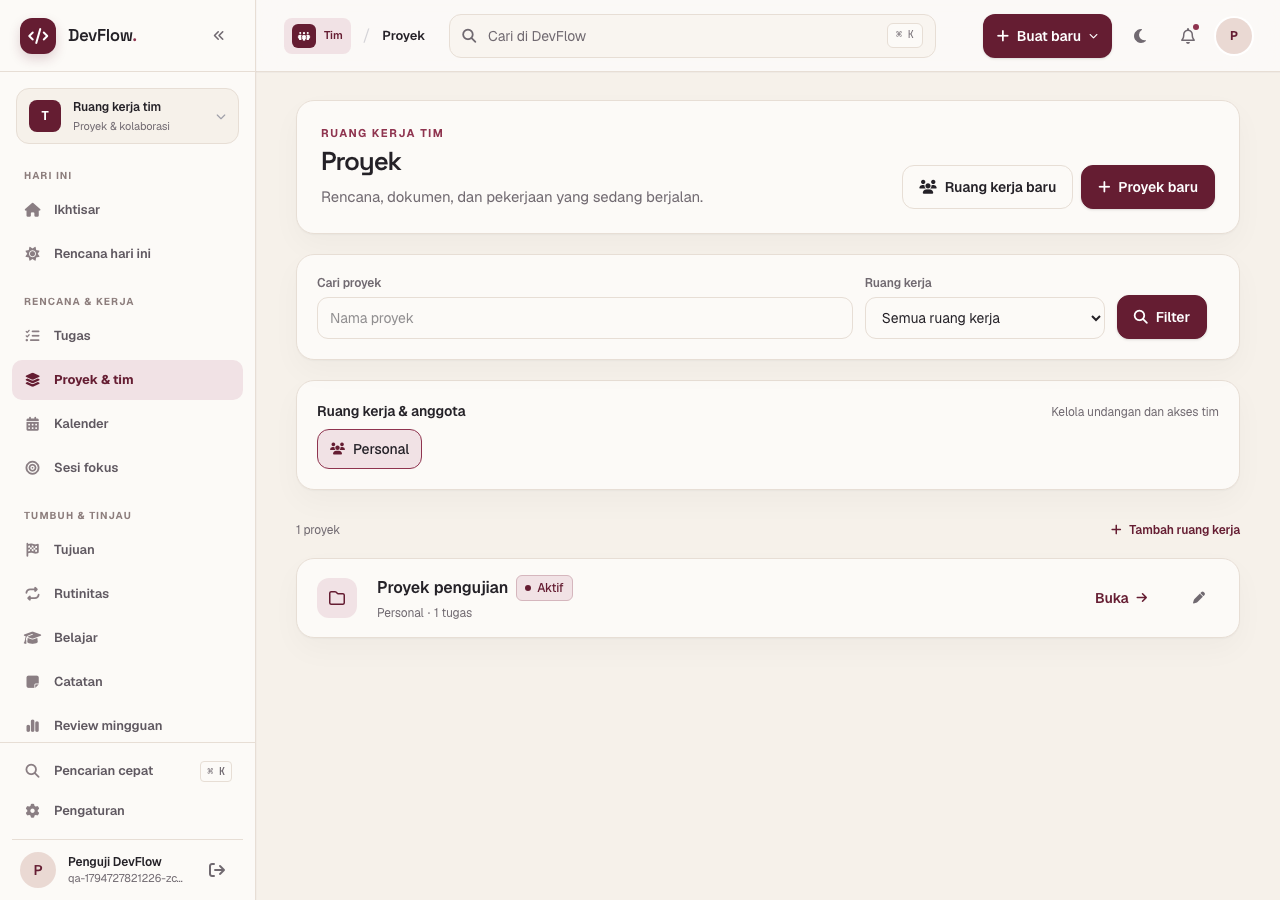 DevFlow.
Ruang kerja tim
Proyek & kolaborasi
T
HARI INI
Ikhtisar
Rencana hari ini
RENCANA & KERJA
Tugas
Proyek & tim
Kalender
Sesi fokus
TUMBUH & TINJAU
Tujuan
Rutinitas
Belajar
Catatan
Review mingguan
Pencarian cepat ⌘ K
Pengaturan
P
Penguji DevFlow
qa-1794727821226-zc...
Tim / Proyek
Cari di DevFlow ⌘ K
Buat baru
P
RUANG KERJA TIM
Proyek
Rencana, dokumen, dan pekerjaan yang sedang berjalan.
Ruang kerja baru
Proyek baru
Cari proyek
Nama proyek
Ruang kerja
Semua ruang kerja
Filter
Ruang kerja & anggota
Kelola undangan dan akses tim
Personal
1 proyek
Tambah ruang kerja
Proyek pengujian Aktif
Personal · 1 tugas
Buka